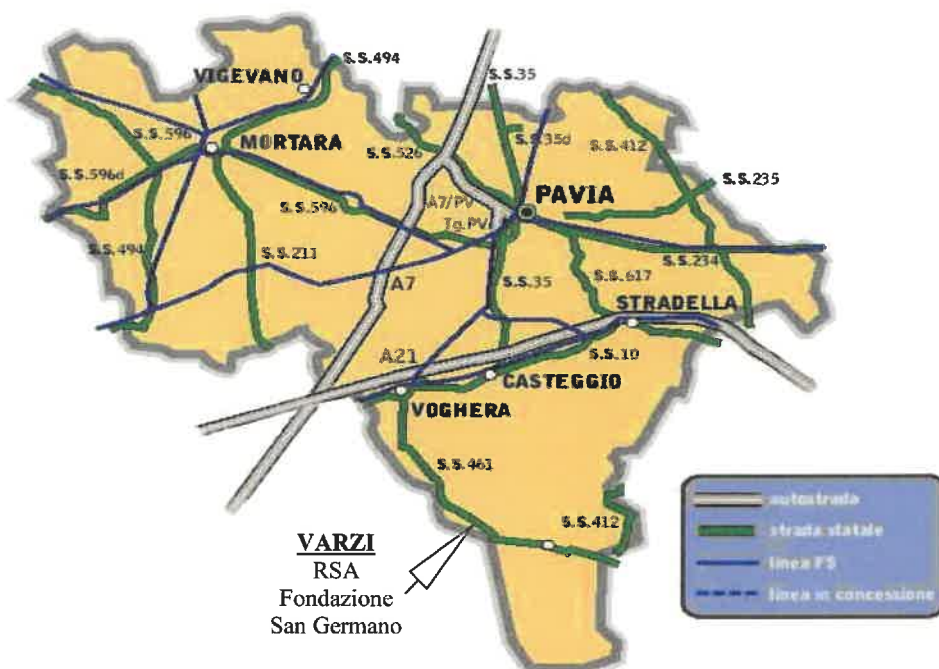 S.S.494
VIGEVANO
S.S.35
S.S.596
MORTARA
S.S.526
S.S.35d
S.S.412
S.S.596d
S.S.235
A7/PV
Tg.PV
PAVIA
S.S.596
S.S.494
S.S.211
S.S.234
A7
S.S.35
S.S.617
STRADELLA
A21
S.S.10
CASTEGGIO
VOGHERA
S.S.461
S.S.412
VARZI
RSA
Fondazione
San Germano
autostrada
strada statale
linea FS
linea in concessione